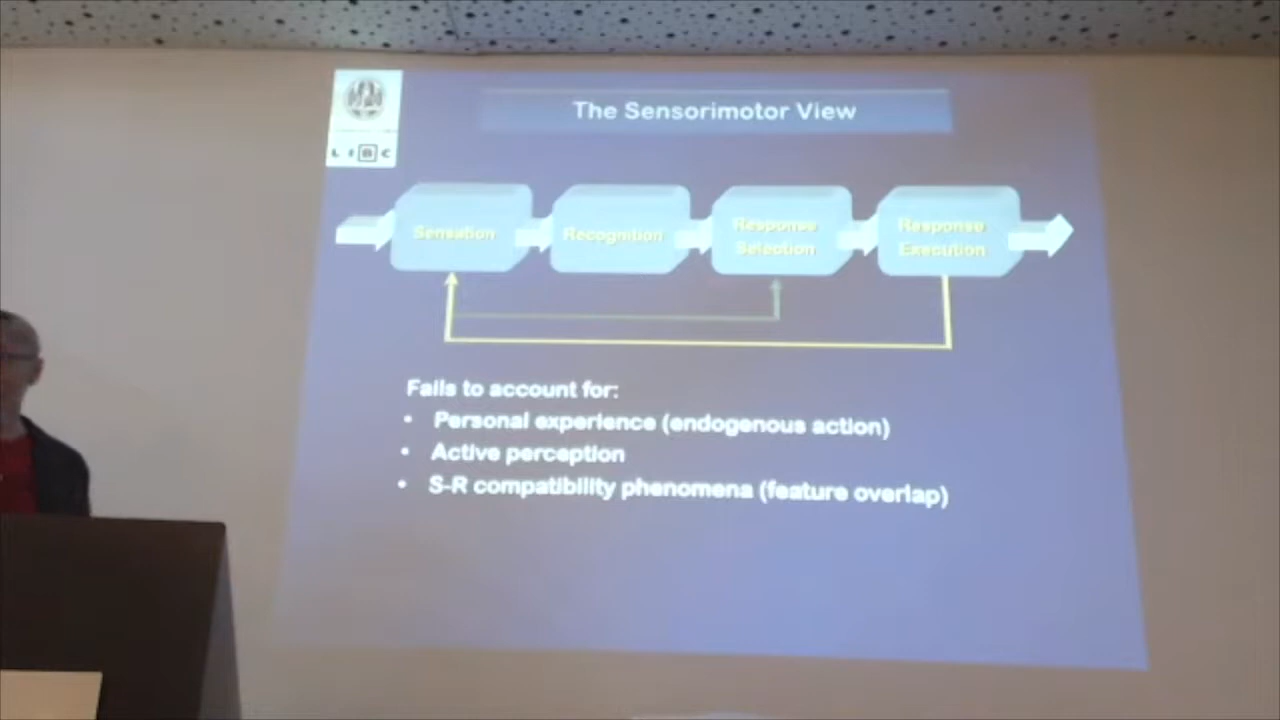 The Sensorimotor View
L I B C
Sensation
Recognition
Response
Selection
Response
Execution
Fails to account for:
• Personal experience (endogenous action)
• Active perception
• S-R compatibility phenomena (feature overlap)